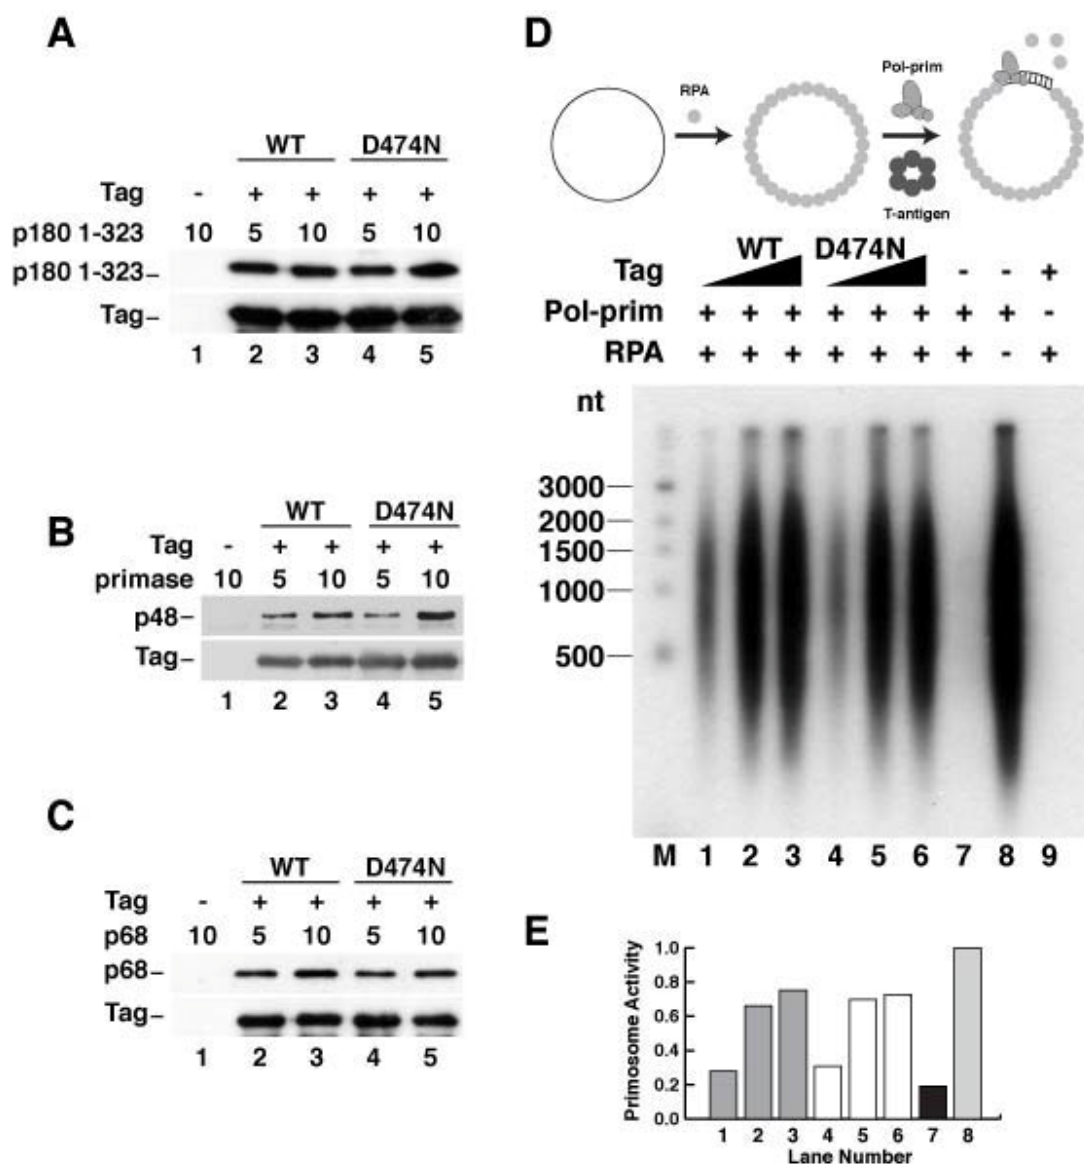 A
WT D474N
Tag - + + + +
p180 1-323 10 5 10 5 10
p180 1-323–
Tag–
1 2 3 4 5
B
WT D474N
Tag - + + + +
primase 10 5 10 5 10
p48–
Tag–
1 2 3 4 5
C
WT D474N
Tag - + + + +
p68 10 5 10 5 10
p68–
Tag–
1 2 3 4 5
D
RPA
Pol-prim
T-antigen
WT D474N
Tag - - +
Pol-prim + + + + + + + + -
RPA + + + + + + + - +
nt
3000
2000
1500
1000
500
M 1 2 3 4 5 6 7 8 9
E
Primosome Activity
1.0
0.8
0.6
0.4
0.2
0.0
1 2 3 4 5 6 7 8
Lane Number